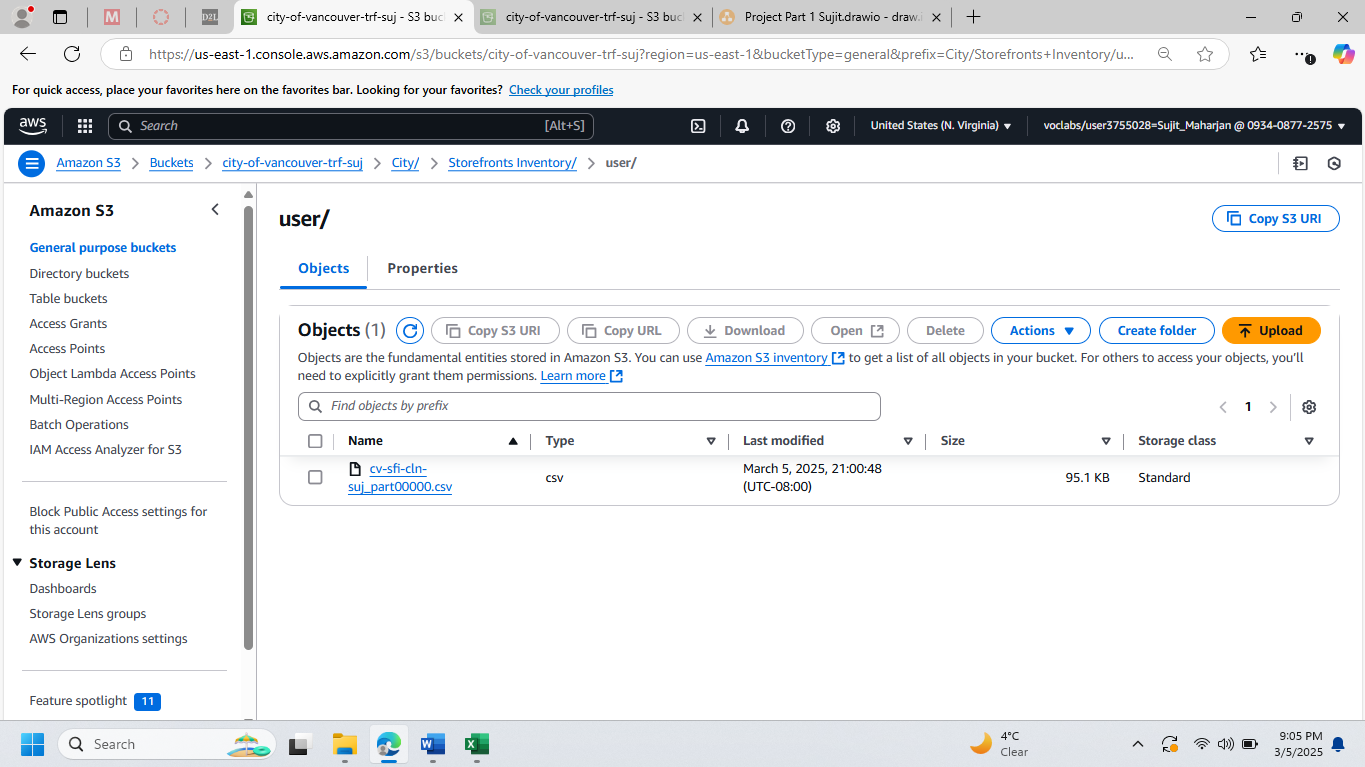 M
D2L
city-of-vancouver-trf-suj - S3 buc
city-of-vancouver-trf-suj - S3 buck
Project Part 1 Sujit.drawio - draw.i
https://us-east-1.console.aws.amazon.com/s3/buckets/city-of-vancouver-trf-suj?region=us-east-1&bucketType=general&prefix=City/Storefronts+Inventory/u...
For quick access, place your favorites here on the favorites bar. Looking for your favorites? Check your profiles
aws
Search [Alt+S]
United States (N. Virginia)
voclabs/user3755028=Sujit_Maharjan @ 0934-0877-2575
Amazon S3 > Buckets > city-of-vancouver-trf-suj > City/ > Storefronts Inventory/ > user/
Amazon S3
General purpose buckets
Directory buckets
Table buckets
Access Grants
Access Points
Object Lambda Access Points
Multi-Region Access Points
Batch Operations
IAM Access Analyzer for S3
Block Public Access settings for
this account
Storage Lens
Dashboards
Storage Lens groups
AWS Organizations settings
Feature spotlight 11
user/
Copy S3 URI
Objects
Properties
Objects (1)
Copy S3 URI
Copy URL
Download
Open
Delete
Actions
Create folder
Upload
Objects are the fundamental entities stored in Amazon S3. You can use Amazon S3 inventory to get a list of all objects in your bucket. For others to access your objects, you'll
need to explicitly grant them permissions. Learn more
Find objects by prefix
1
Name Type Last modified Size Storage class
cv-sfi-cln-
suj_part00000.csv
csv
March 5, 2025, 21:00:48
(UTC-08:00)
95.1 KB
Standard
Search
4°C
Clear
9:05 PM
3/5/2025